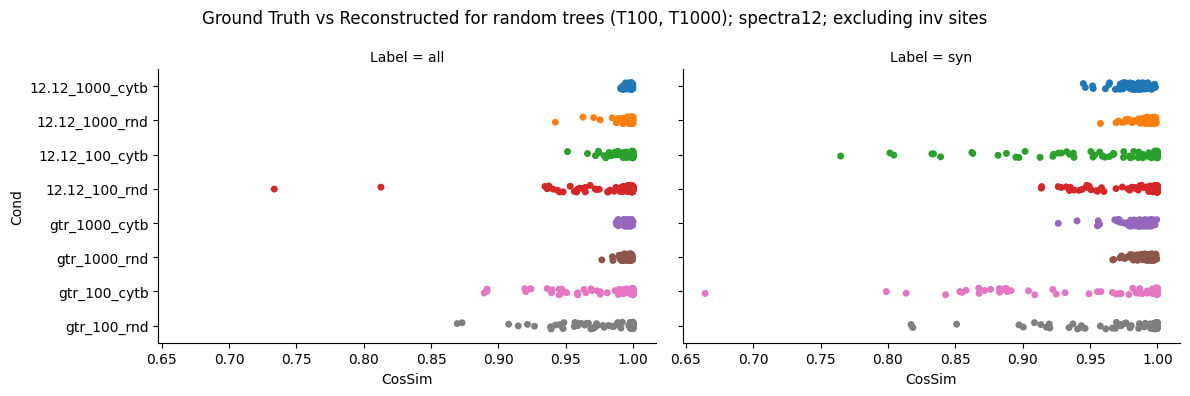 Ground Truth vs Reconstructed for random trees (T100, T1000); spectra12; excluding inv sites
Label = all
Label = syn
Cond
12.12_1000_cytb
12.12_1000_rnd
12.12_100_cytb
12.12_100_rnd
gtr_1000_cytb
gtr_1000_rnd
gtr_100_cytb
gtr_100_rnd
0.65 0.70 0.75 0.80 0.85 0.90 0.95 1.00
0.65 0.70 0.75 0.80 0.85 0.90 0.95 1.00
CosSim
CosSim